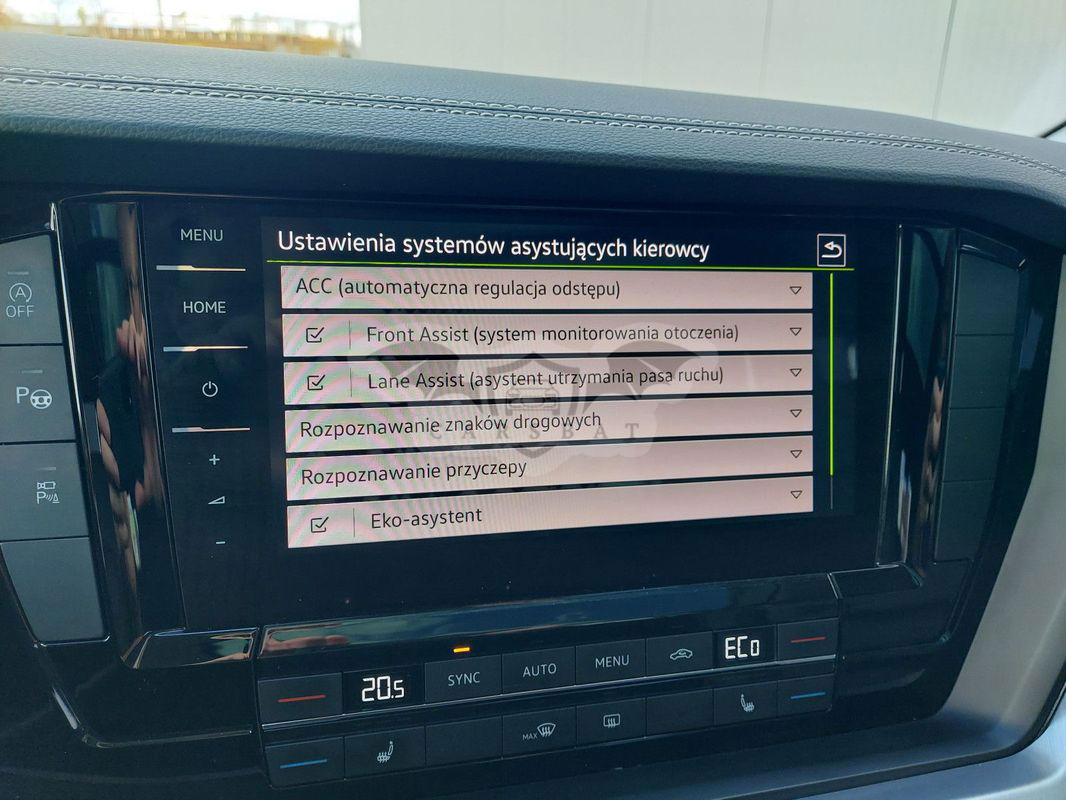 MENU
HOME
+
-
A
OFF
P
P
Ustawienia systemów asystujących kierowcy
ACC (automatyczna regulacja odstępu)
Front Assist (system monitorowania otoczenia)
Lane Assist (asystent utrzymania pasa ruchu)
Rozpoznawanie znaków drogowych
CARSBAT
Rozpoznawanie przyczepy
Eko-asystent
20.5
SYNC
AUTO
MENU
ECO
MAX